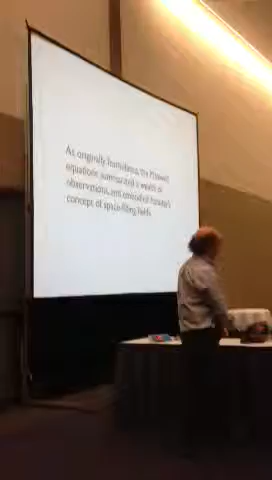 As originally formulated, the Maxwell
equations summarized a wealth of
observations, and embodied Faraday's
concept of space-filling fields.